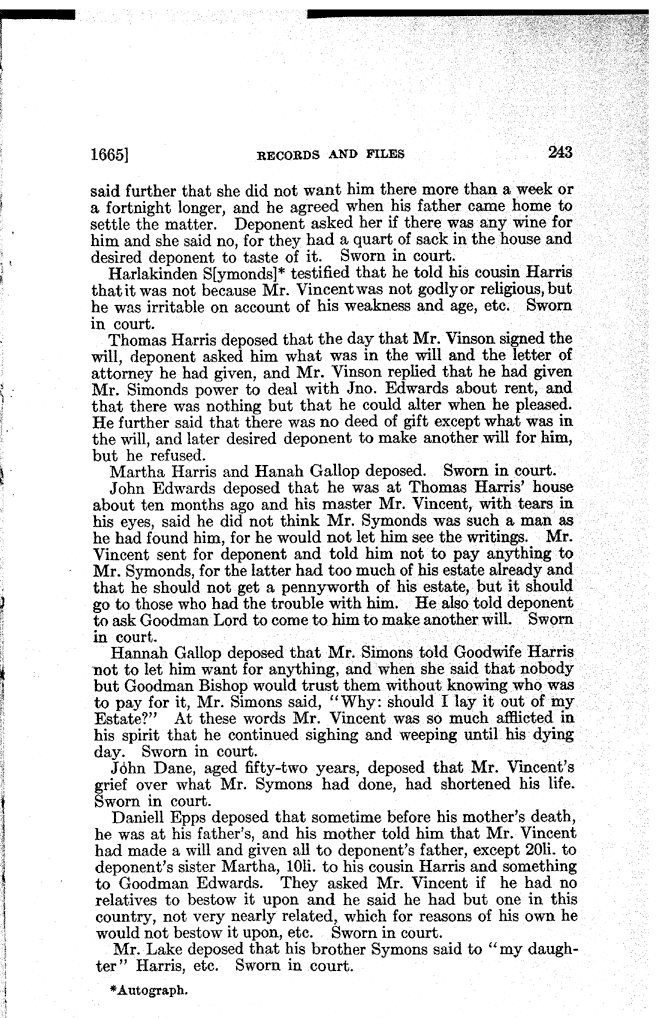 1665] RECORDS AND FILES 243
said further that she did not want him there more than a week or
a fortnight longer, and he agreed when his father came home to
settle the matter. Deponent asked her if there was any wine for
him and she said no, for they had a quart of sack in the house and
desired deponent to taste of it. Sworn in court.
Harlakinden S[ymonds]* testified that he told his cousin Harris
that it was not because Mr. Vincent was not godly or religious, but
he was irritable on account of his weakness and age, etc. Sworn
in court.
Thomas Harris deposed that the day that Mr. Vinson signed the
will, deponent asked him what was in the will and the letter of
attorney he had given, and Mr. Vinson replied that he had given
Mr. Simonds power to deal with Jno. Edwards about rent, and
that there was nothing but that he could alter when he pleased.
He further said that there was no deed of gift except what was in
the will, and later desired deponent to make another will for him,
but he refused.
Martha Harris and Hanah Gallop deposed. Sworn in court.
John Edwards deposed that he was at Thomas Harris' house
about ten months ago and his master Mr. Vincent, with tears in
his eyes, said he did not think Mr. Symonds was such a man as
he had found him, for he would not let him see the writings. Mr.
Vincent sent for deponent and told him not to pay anything to
Mr. Symonds, for the latter had too much of his estate already and
that he should not get a pennyworth of his estate, but it should
go to those who had the trouble with him. He also told deponent
to ask Goodman Lord to come to him to make another will. Sworn
in court.
Hannah Gallop deposed that Mr. Simons told Goodwife Harris
not to let him want for anything, and when she said that nobody
but Goodman Bishop would trust them without knowing who was
to pay for it, Mr. Simons said, "Why: should I lay it out of my
Estate?" At these words Mr. Vincent was so much afflicted in
his spirit that he continued sighing and weeping until his dying
day. Sworn in court.
John Dane, aged fifty-two years, deposed that Mr. Vincent's
grief over what Mr. Symons had done, had shortened his life.
Sworn in court.
Daniell Epps deposed that sometime before his mother's death,
he was at his father's, and his mother told him that Mr. Vincent
had made a will and given all to deponent's father, except 20li. to
deponent's sister Martha, 10li. to his cousin Harris and something
to Goodman Edwards. They asked Mr. Vincent if he had no
relatives to bestow it upon and he said he had but one in this
country, not very nearly related, which for reasons of his own he
would not bestow it upon, etc. Sworn in court.
Mr. Lake deposed that his brother Symons said to "my daugh-
ter" Harris, etc. Sworn in court.
*Autograph.